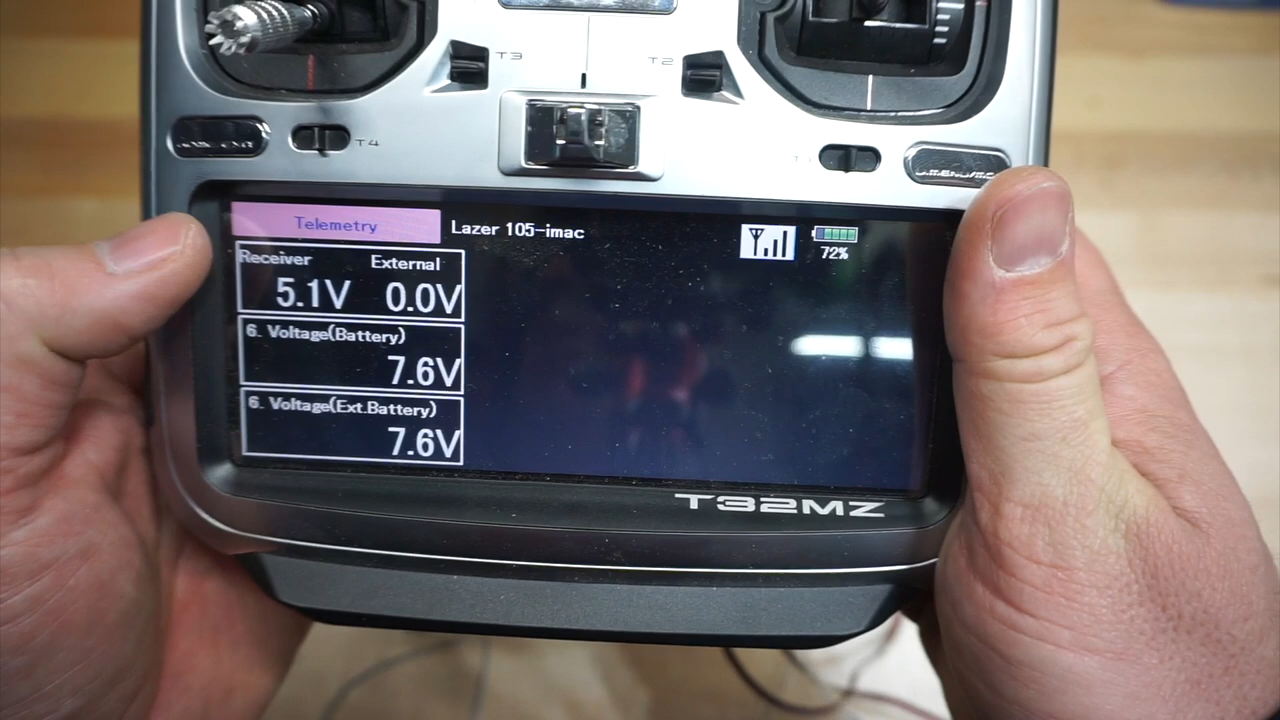 T3
T2
T4
Telemetry
Lazer 105-imac
72%
Receiver External
5.1V 0.0V
6. Voltage(Battery)
7.6V
6. Voltage(Ext.Battery)
7.6V
T32MZ